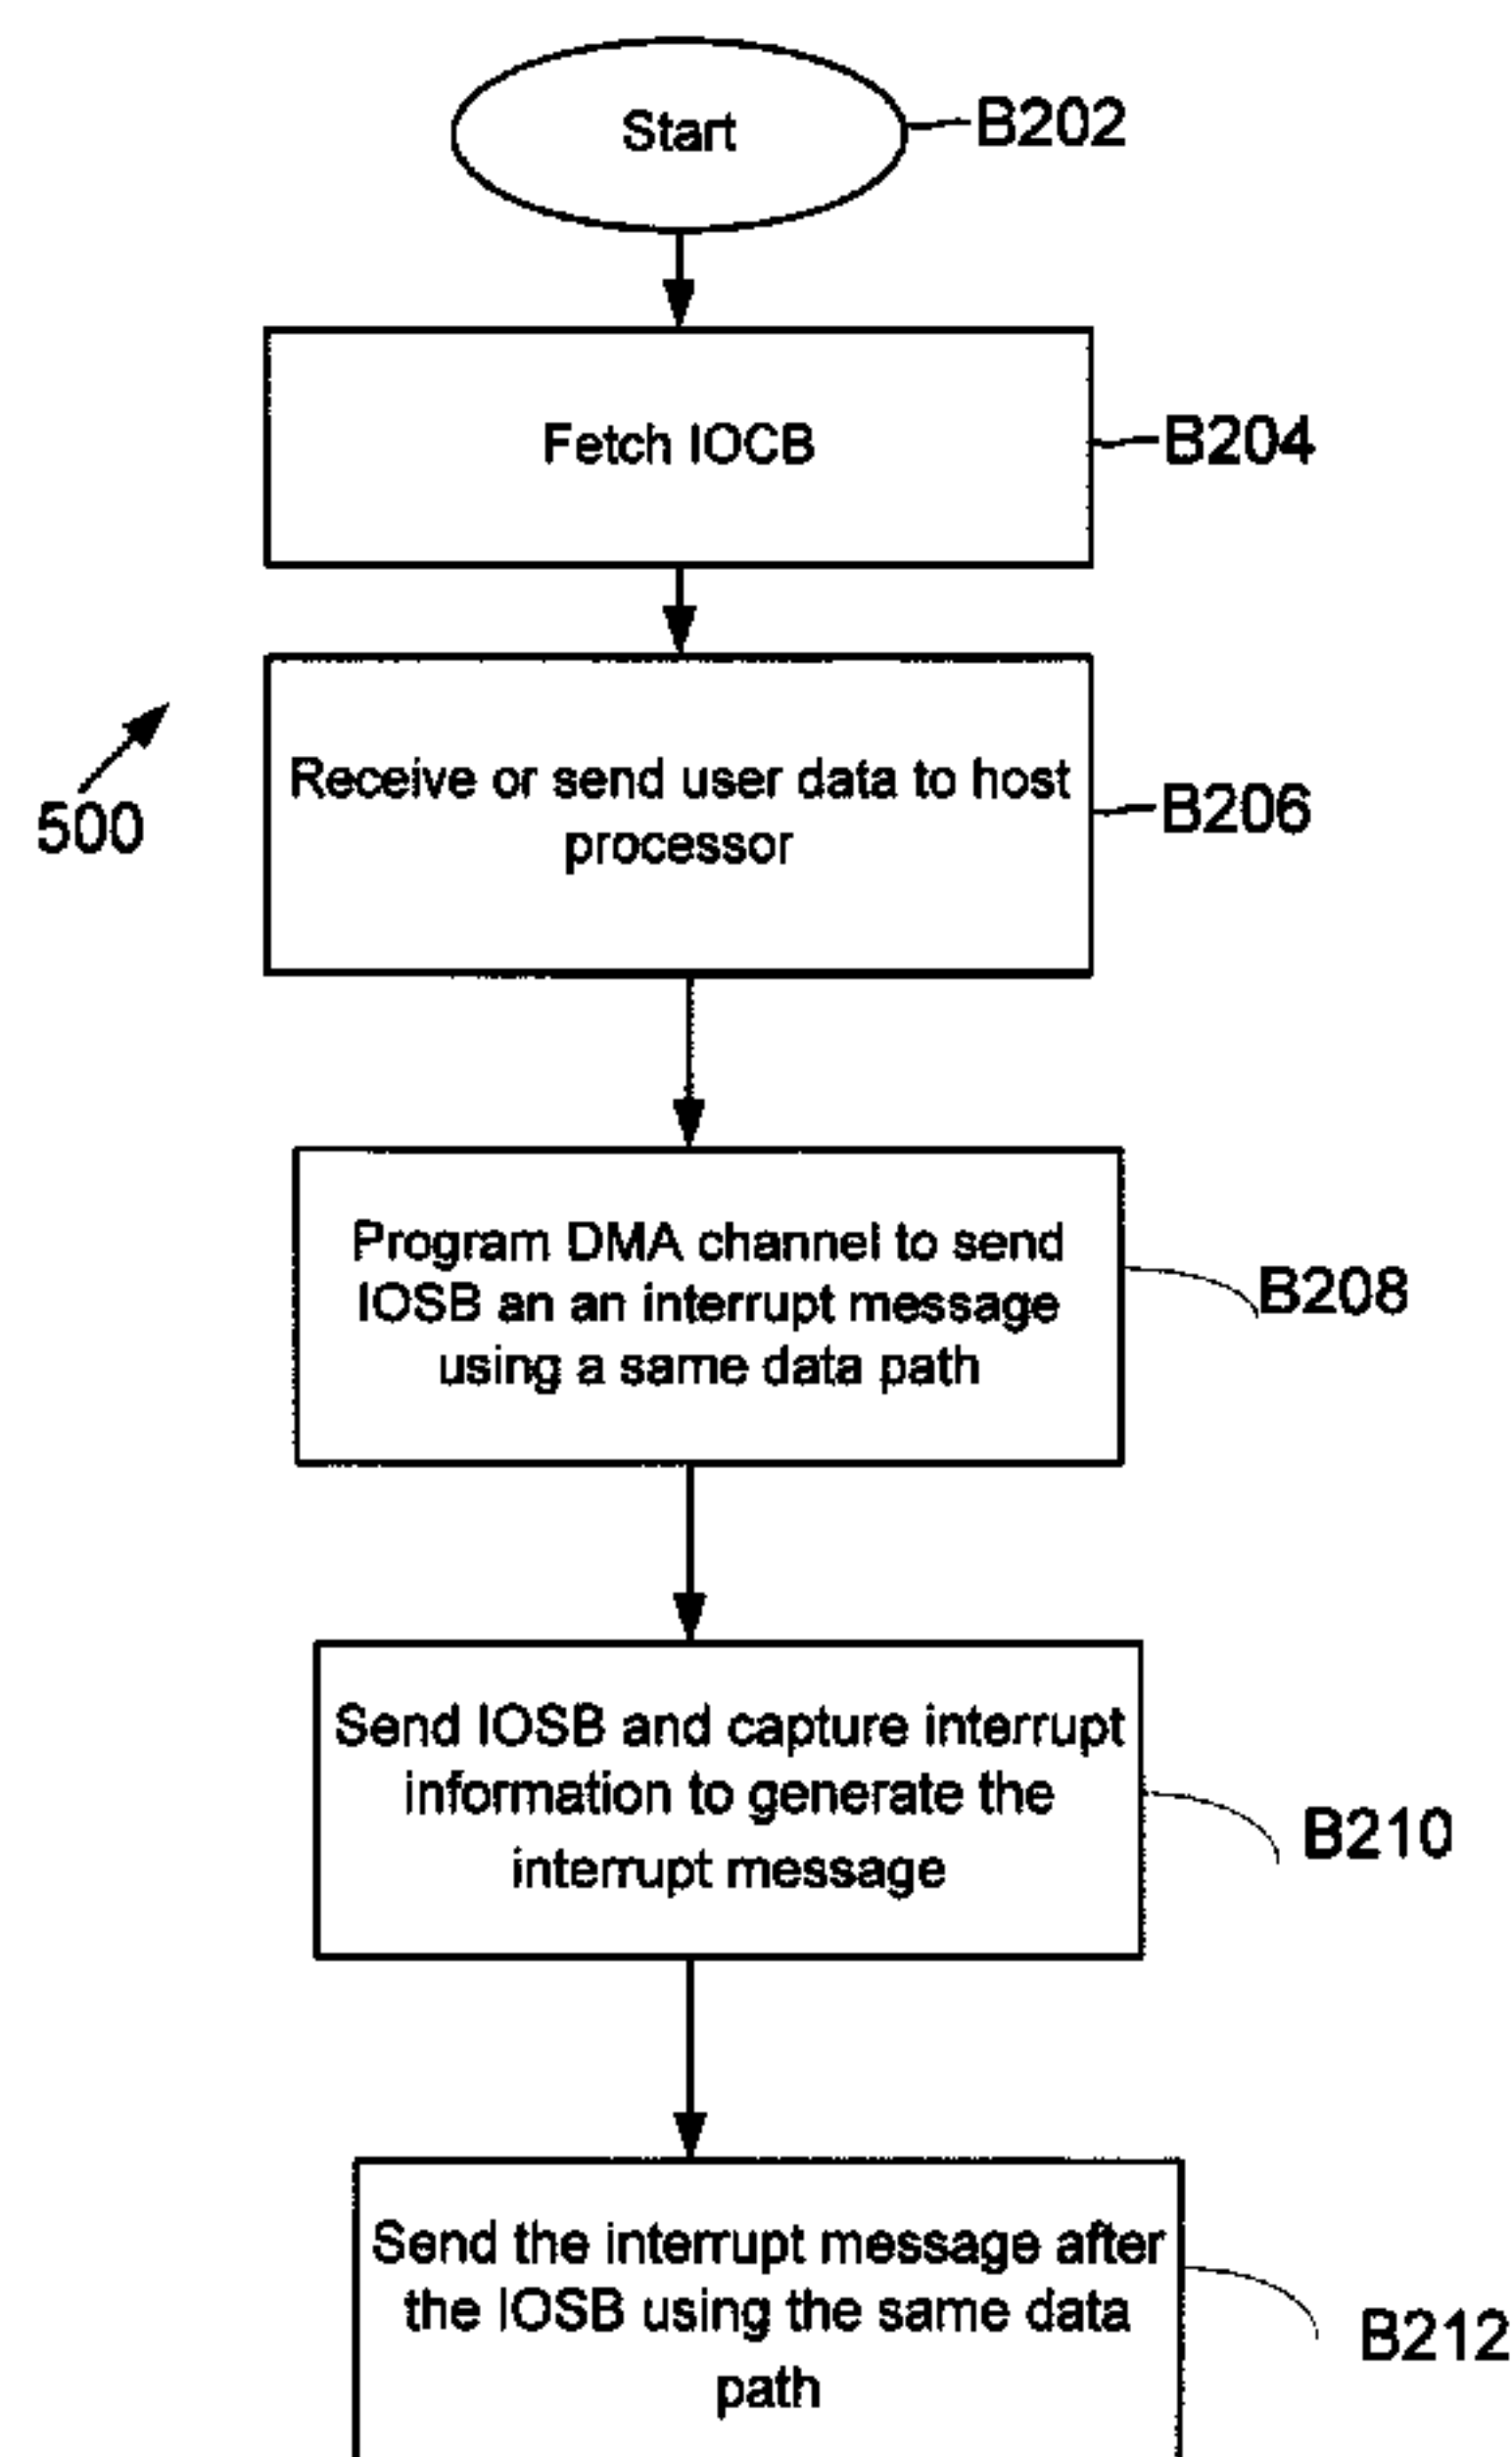 Start
B202
Fetch IOCB
B204
500
Receive or send user data to host
processor
B206
Program DMA channel to send
IOSB an an interrupt message
using a same data path
B208
Send IOSB and capture interrupt
information to generate the
interrupt message
B210
Send the interrupt message after
the IOSB using the same data
path
B212